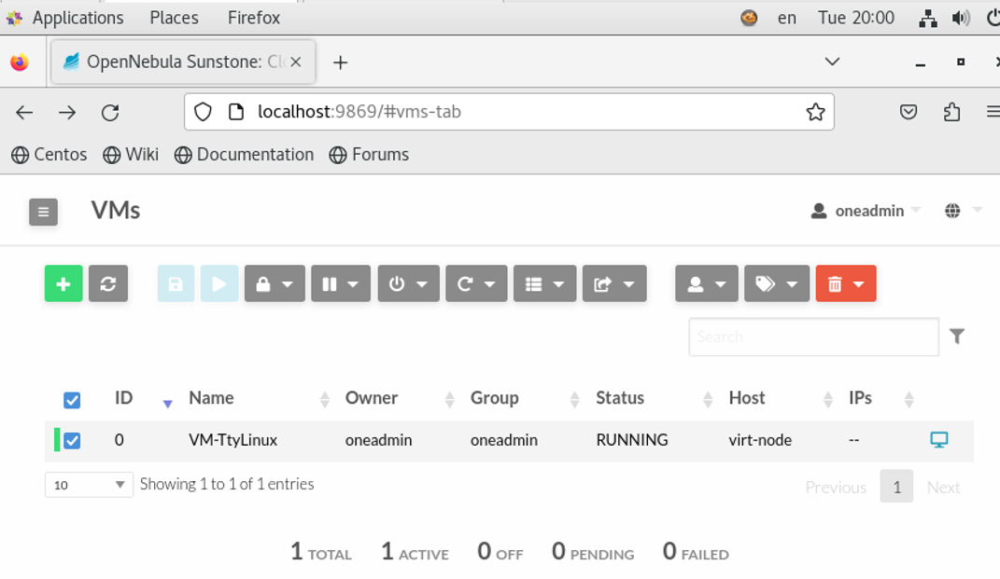 Applications Places Firefox en Tue 20:00
OpenNebula Sunstone: Cl
localhost:9869/#vms-tab
Centos Wiki Documentation Forums
VMs oneadmin
Search
ID Name Owner Group Status Host IPs
0 VM-TtyLinux oneadmin oneadmin RUNNING virt-node --
10 Showing 1 to 1 of 1 entries Previous 1 Next
1 TOTAL 1 ACTIVE 0 OFF 0 PENDING 0 FAILED